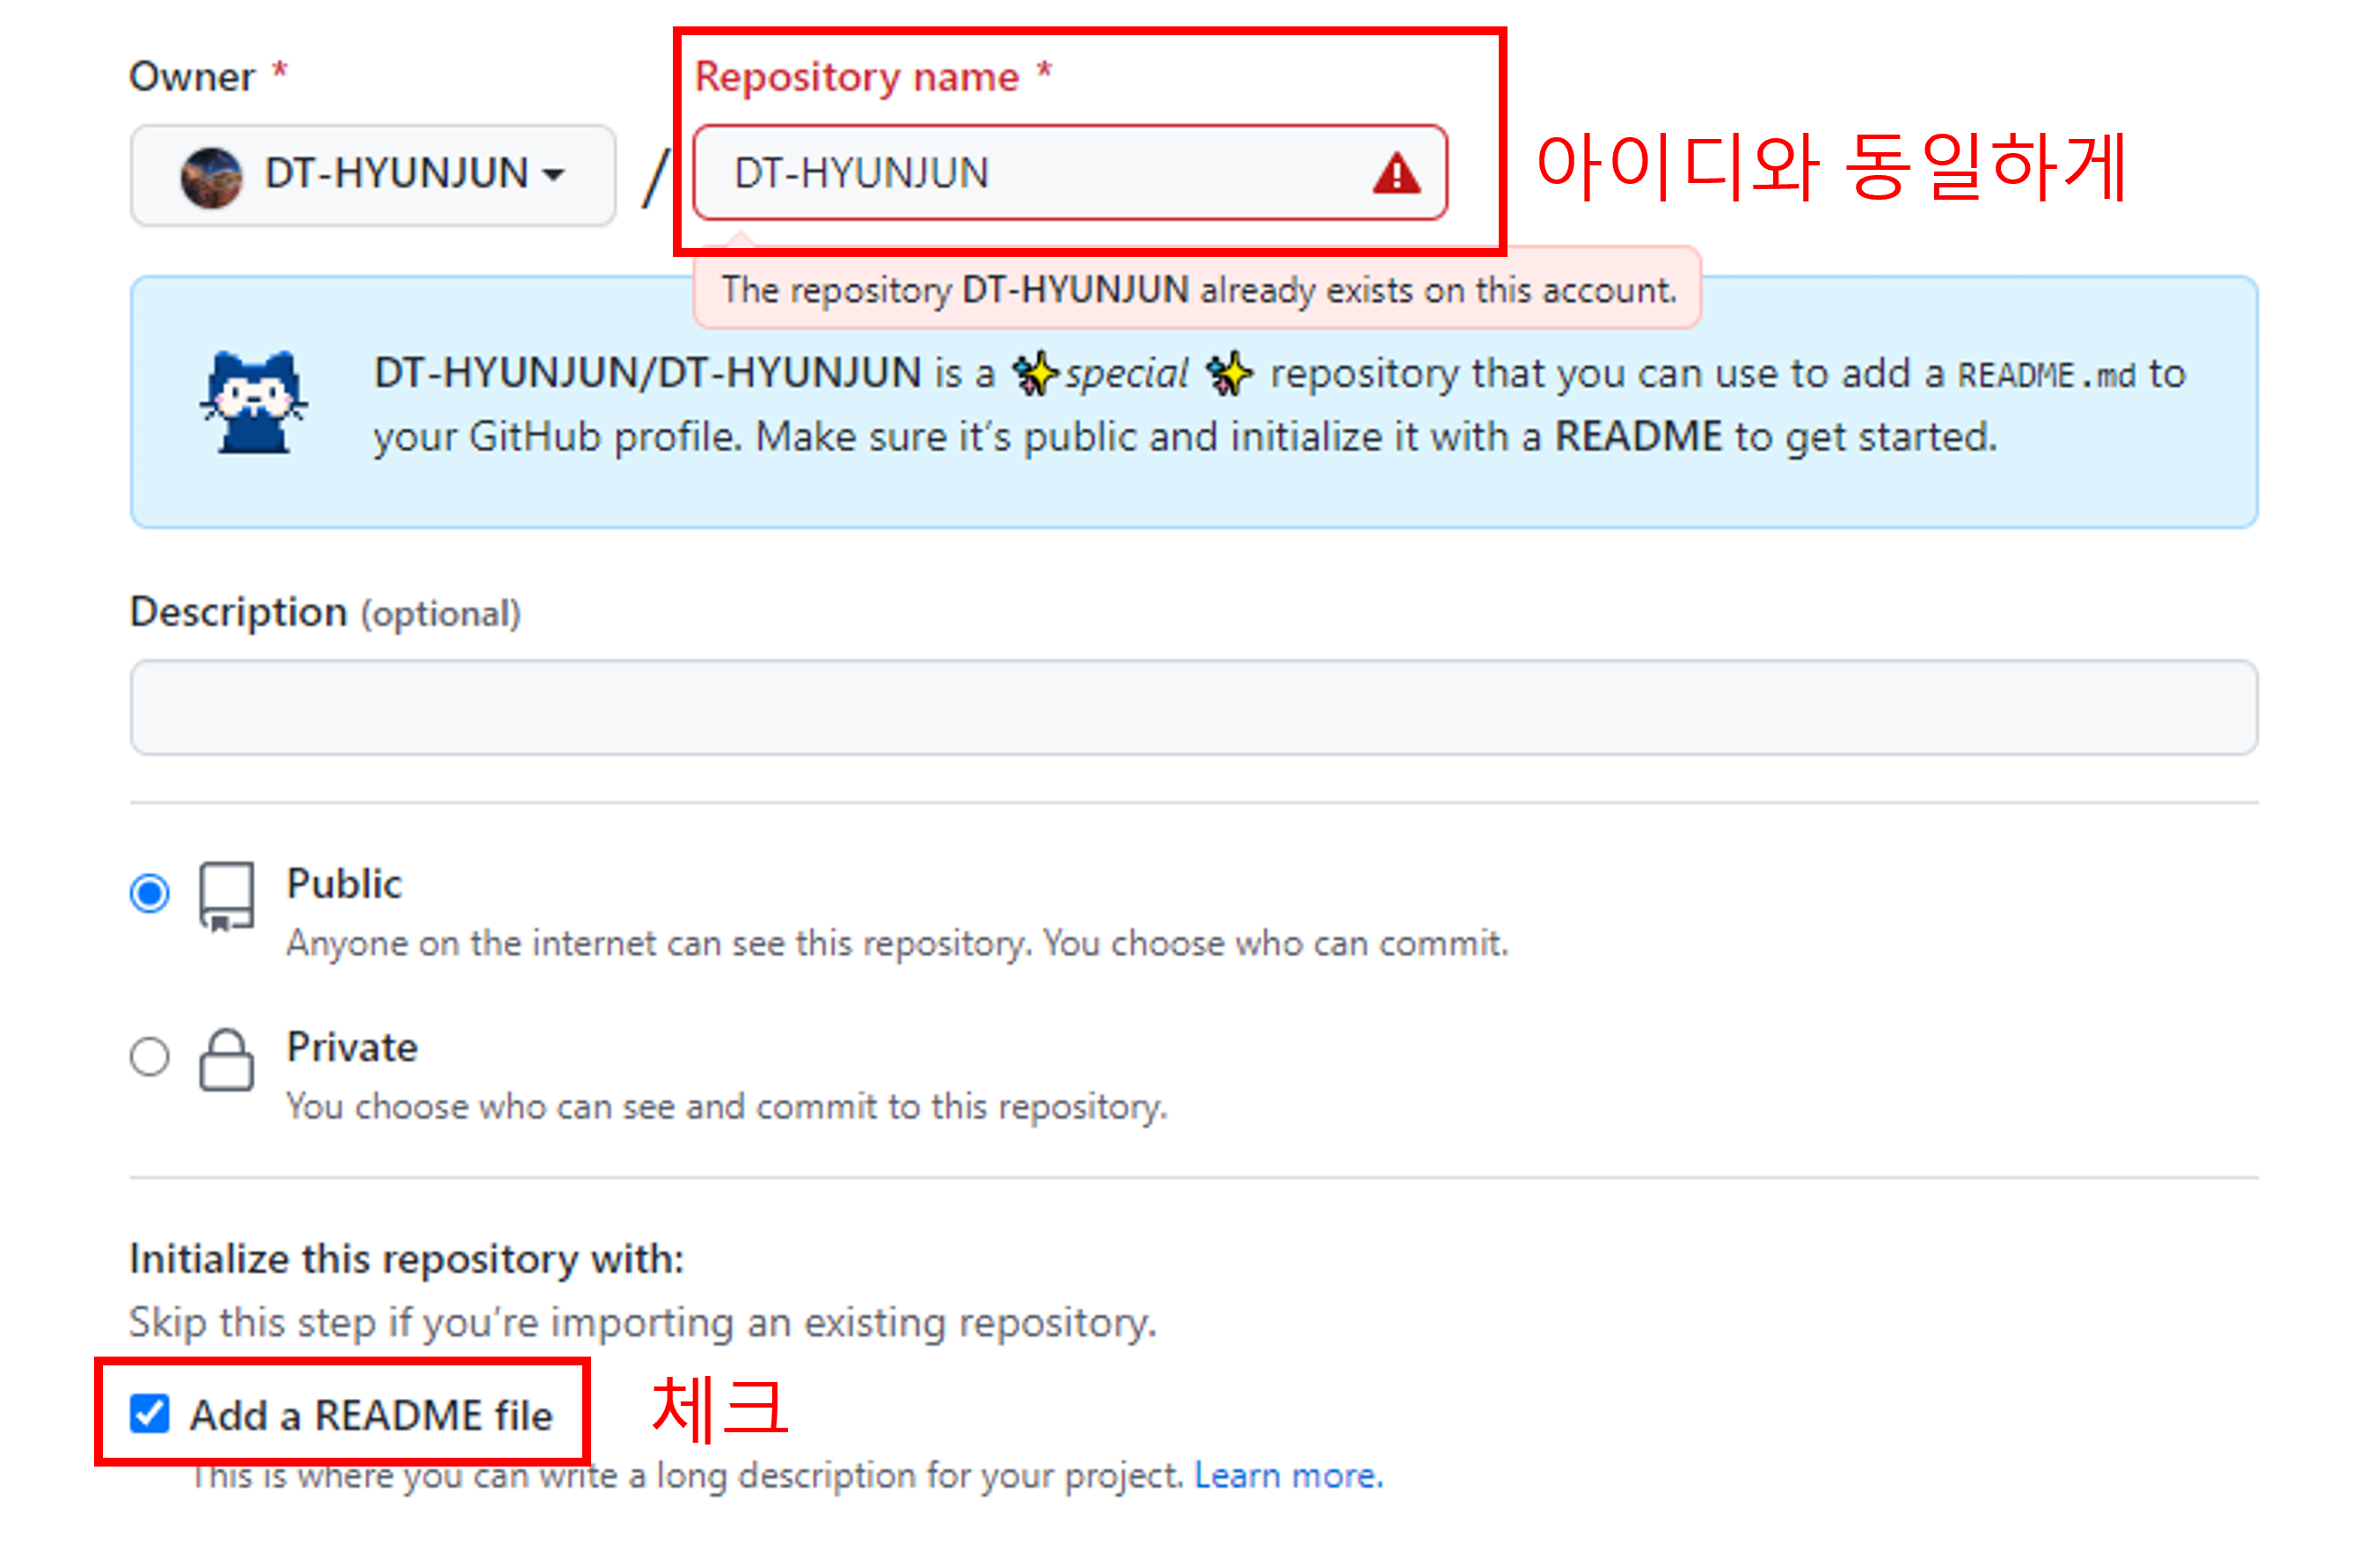 Owner *
Repository name *
DT-HYUNJUN
/
DT-HYUNJUN
아이디와 동일하게
The repository DT-HYUNJUN already exists on this account.
DT-HYUNJUN/DT-HYUNJUN is a ✨special ✨ repository that you can use to add a README.md to
your GitHub profile. Make sure it's public and initialize it with a README to get started.
Description (optional)
Public
Anyone on the internet can see this repository. You choose who can commit.
Private
You choose who can see and commit to this repository.
Initialize this repository with:
Skip this step if you're importing an existing repository.
Add a README file
체크
This is where you can write a long description for your project. Learn more.